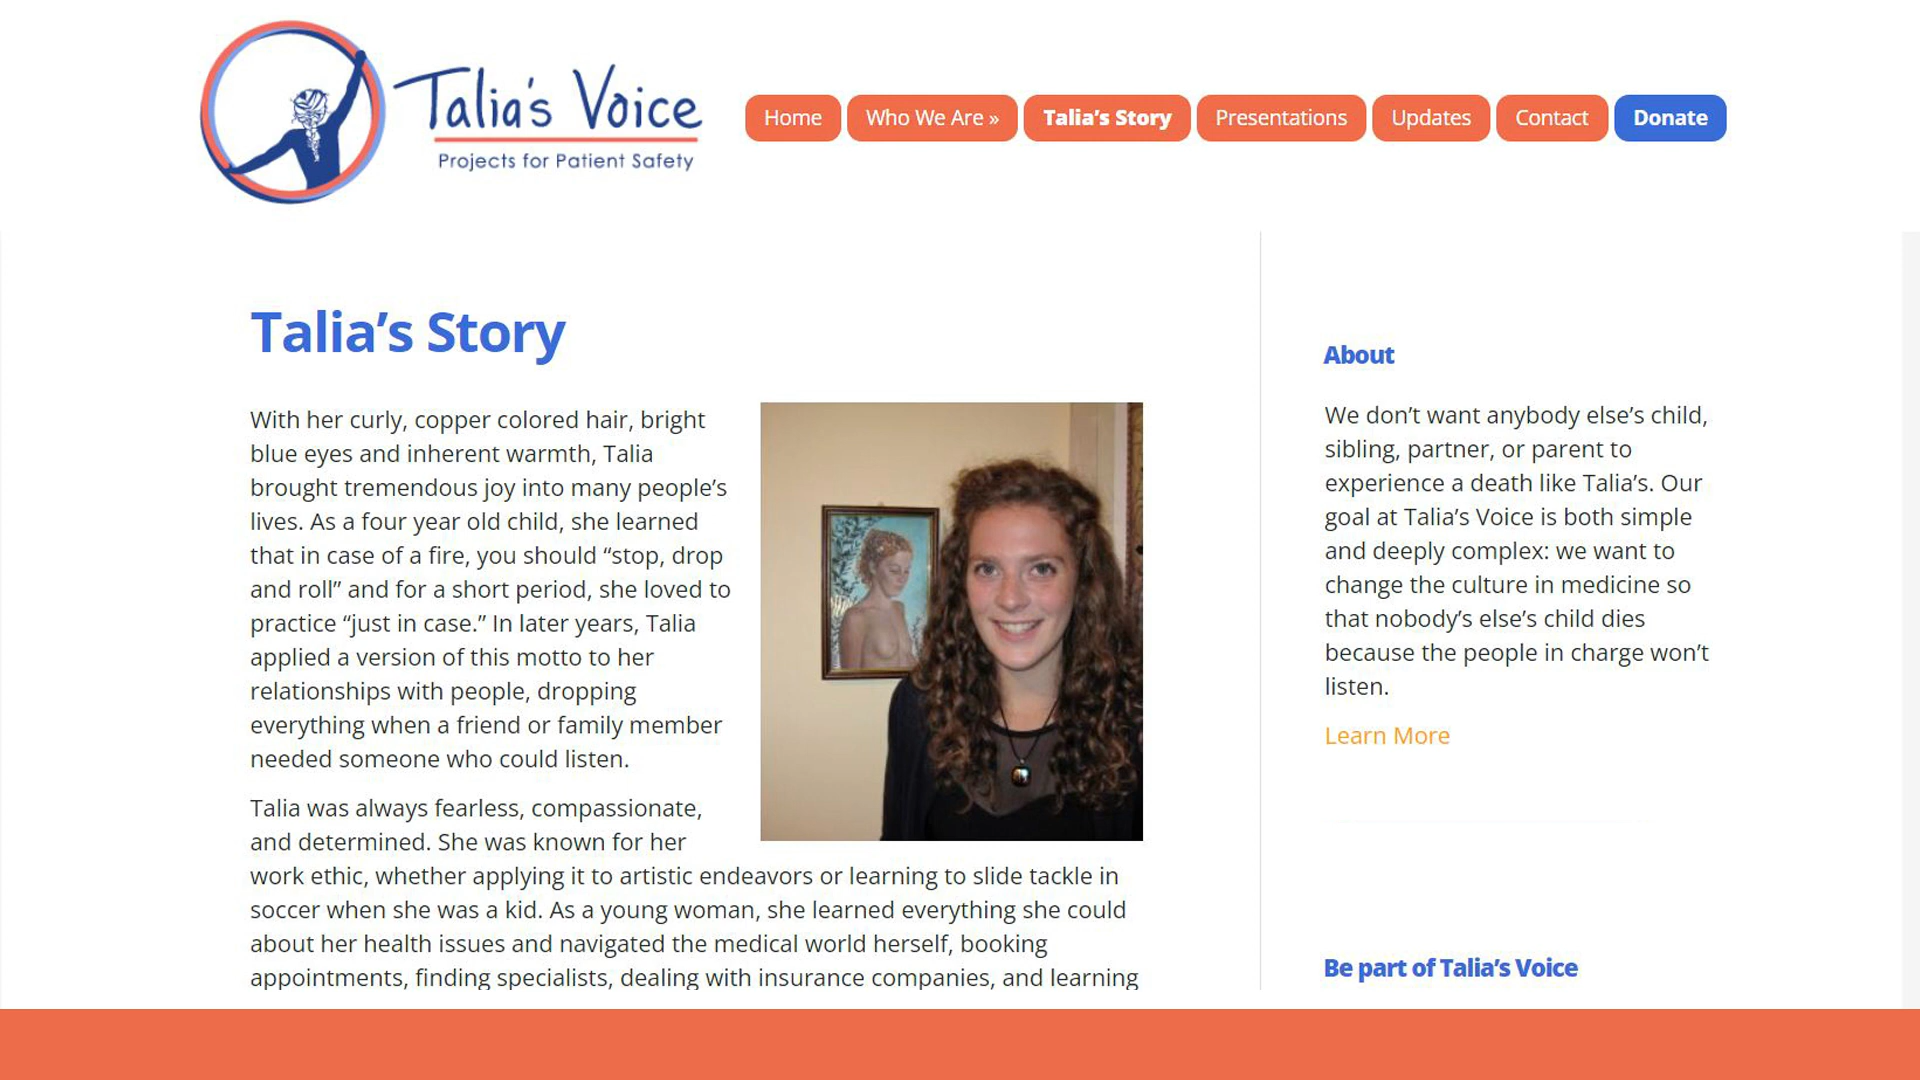 Talia's Voice
Projects for Patient Safety
Home
Who We Are »
Talia’s Story
Presentations
Updates
Contact
Donate
Talia’s Story
With her curly, copper colored hair, bright
blue eyes and inherent warmth, Talia
brought tremendous joy into many people’s
lives. As a four year old child, she learned
that in case of a fire, you should “stop, drop
and roll” and for a short period, she loved to
practice “just in case.” In later years, Talia
applied a version of this motto to her
relationships with people, dropping
everything when a friend or family member
needed someone who could listen.
Talia was always fearless, compassionate,
and determined. She was known for her
work ethic, whether applying it to artistic endeavors or learning to slide tackle in
soccer when she was a kid. As a young woman, she learned everything she could
about her health issues and navigated the medical world herself, booking
appointments, finding specialists, dealing with insurance companies, and learning
About
We don’t want anybody else’s child,
sibling, partner, or parent to
experience a death like Talia’s. Our
goal at Talia’s Voice is both simple
and deeply complex: we want to
change the culture in medicine so
that nobody’s else’s child dies
because the people in charge won’t
listen.
Learn More
Be part of Talia’s Voice